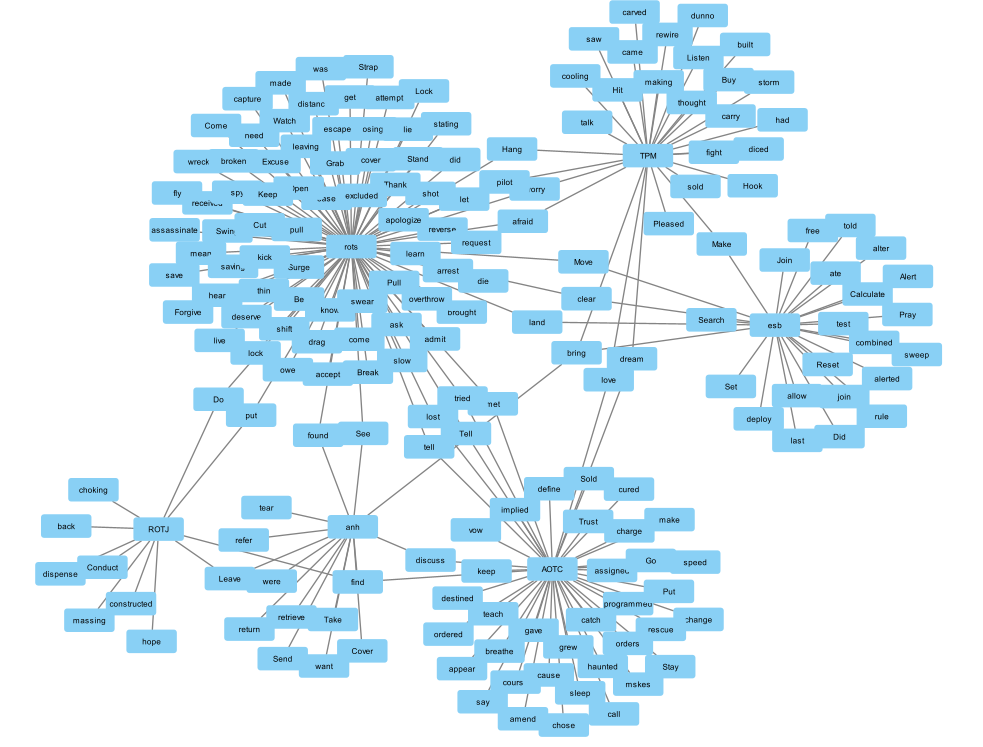 carved
dunno
saw
rewire
came
Listen
built
cooling
Hit
making
Buy
storm
thought
carry
had
talk
TPM
fight
diced
sold
Hook
Pleased
Make
was
Strap
made
capture
distanc
get
attempt
Lock
Come
need
Watch
escape
osing
lie
stating
leaving
wreck
broken
Excuse
Grab
cover
Stand
did
Hang
fly
received
spy
Keep
Open
ease
excluded
Thank
shot
let
pilot
vorry
assassinate
Swing
Cut
pull
apologize
reverse
afraid
mean
rots
request
save
saving
kick
Surge
learn
arrest
die
Move
hear
thin
Be
know
swear
Pull
overthrow
brought
clear
Forgive
deserve
shift
drag
come
ask
admit
land
live
lock
owe
accept
Break
slow
bring
dream
love
Search
esb
free
told
alter
Join
ate
Alert
Calculate
Pray
test
combined
sweep
Reset
alerted
Set
allow
join
deploy
rule
last
Did
Do
put
found
See
lost
tried
met
tell
Tell
choking
back
ROTJ
dispense
Conduct
constructed
massing
hope
tear
anh
refer
Leave
were
find
discuss
retrieve
Take
return
Send
want
Cover
define
Sold
cured
implied
vow
Trust
charge
make
keep
AOTC
assigned
Go
speed
destined
programmed
Put
teach
catch
change
ordered
gave
rescue
breathe
grew
orders
appear
haunted
Stay
cours
cause
mskes
say
sleep
amend
chose
call